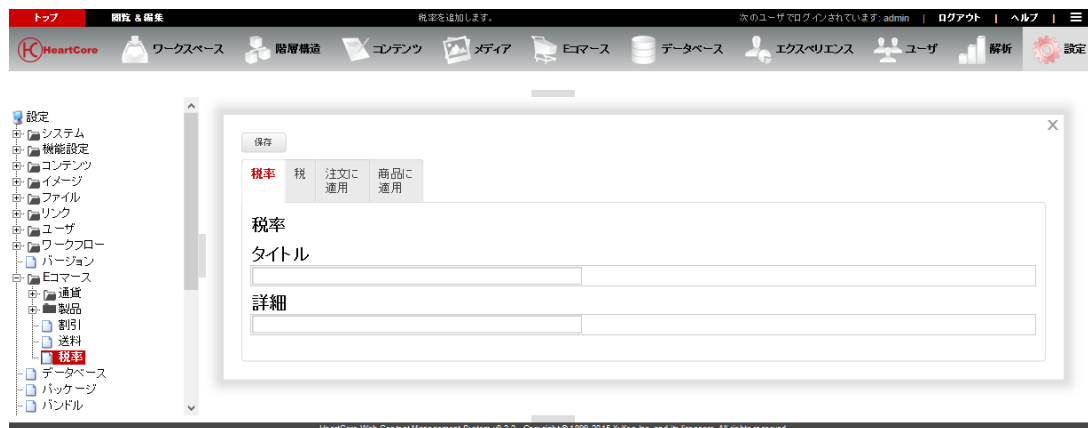 トップ 閲覧 & 編集 税率を追加します。 次のユーザでログインされています: admin | ログアウト | ヘルプ |
HeartCore ワークスペース 階層構造 コンテンツ メディア Eコマース データベース エクスペリエンス ユーザ 解析 設定
設定
システム
機能設定
コンテンツ
イメージ
ファイル
リンク
ユーザ
ワークフロー
バージョン
Eコマース
通貨
製品
割引
送料
税率
データベース
パッケージ
バンドル
X
保存
税率 税 注文に適用 商品に適用
税率
タイトル
詳細